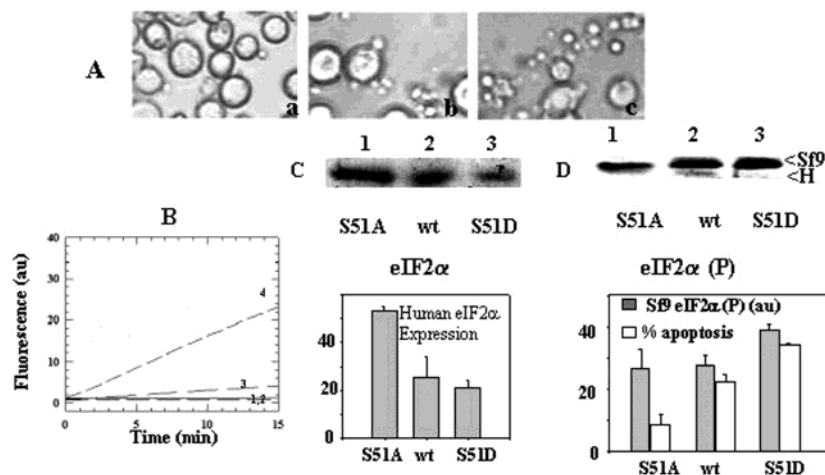 A
a
b
c
1 2 3
C
1 2 3
D
<Sf9
<H
S51A wt S51D
S51A wt S51D
B
eIF2α
eIF2α (P)
Fluorescence (au)
40
30
20
10
0
4
3
1,2
0 5 10 15
Time (min)
Human eIF2α
Expression
40
20
0
S51A wt S51D
Sf9 eIF2α(P) (au)
% apoptosis
40
20
0
S51A wt S51D